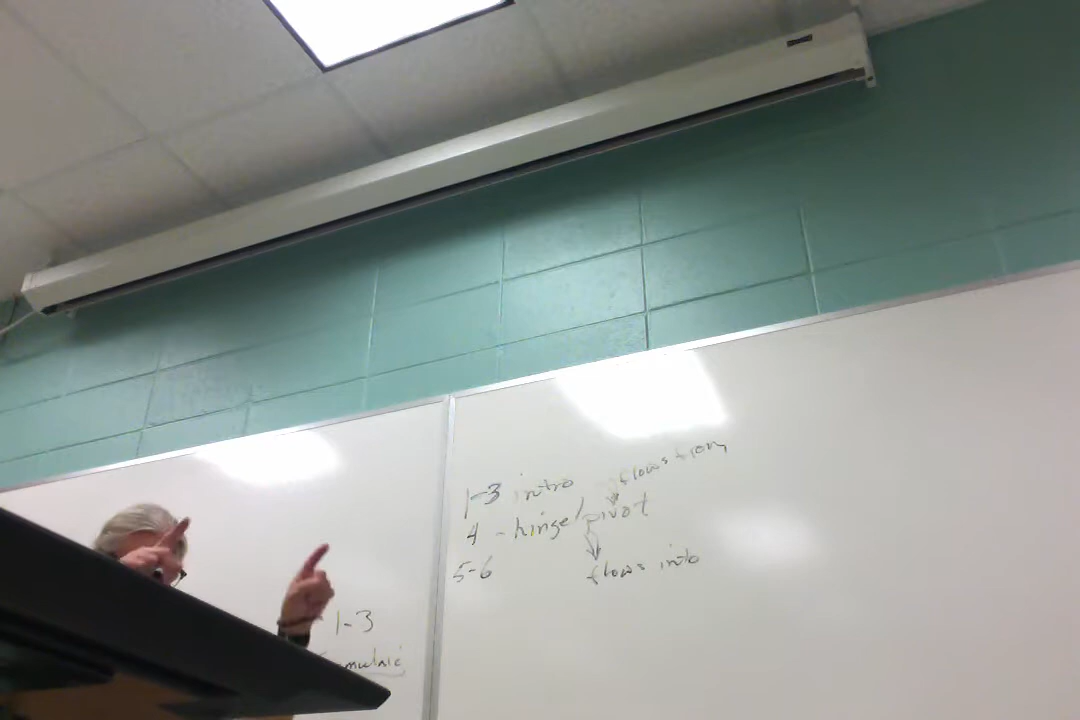 flows from
1-3 intro
4 - hinge/pivot
5-6
flows into
1-3